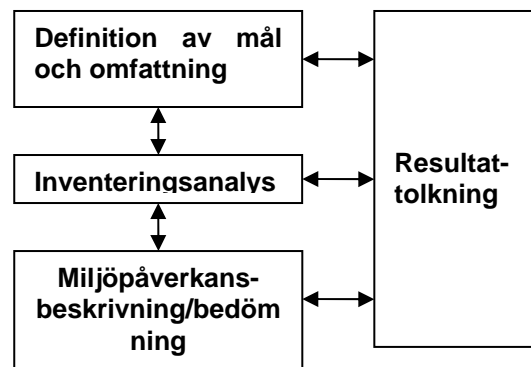 Definition av mål
och omfattning
Inventeringsanalys
Miljöpåverkans-
beskrivning/bedöm
ning
Resultat-
tolkning